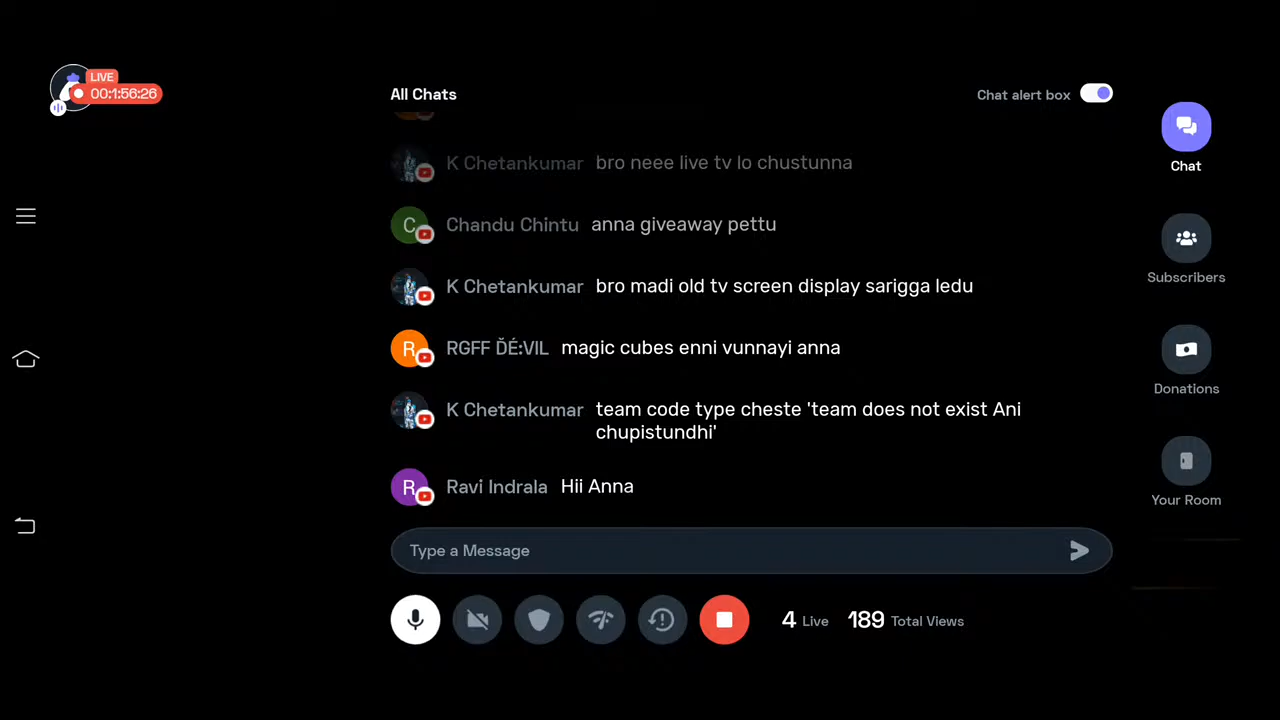 LIVE
00:1:56:26
All Chats
Chat alert box
K Chetankumar bro neee live tv lo chustunna
C Chandu Chintu anna giveaway pettu
K Chetankumar bro madi old tv screen display sarigga ledu
R RGFF ĎÉ:VIL magic cubes enni vunnayi anna
K Chetankumar team code type cheste 'team does not exist Ani
chupistundhi'
R Ravi Indrala Hii Anna
Type a Message
4 Live 189 Total Views
Chat
Subscribers
Donations
Your Room